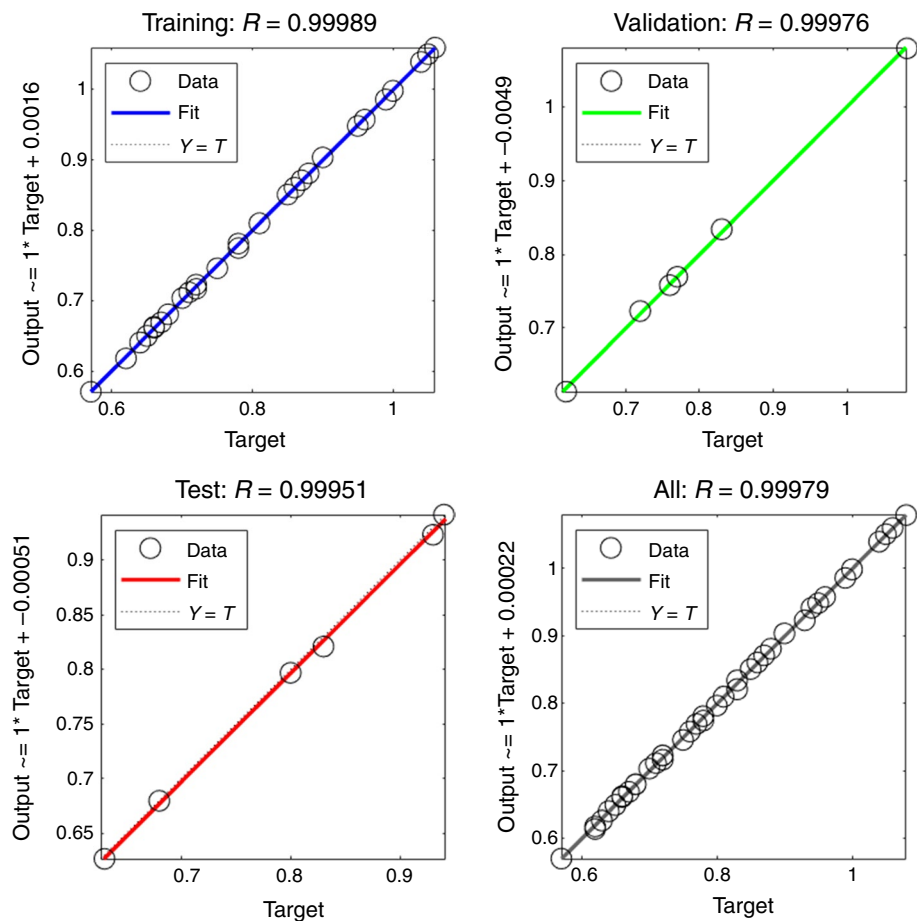 Training: R = 0.99989
Output ~= 1* Target + 0.0016
1
0.9
0.8
0.7
0.6
Data
Fit
Y = T
0.6
0.8
1
Target
Validation: R = 0.99976
Output ~= 1* Target + −0.0049
1
0.9
0.8
0.7
Data
Fit
Y = T
0.7
0.8
0.9
1
Target
Test: R = 0.99951
Output ~= 1* Target + −0.00051
0.9
0.85
0.8
0.75
0.7
0.65
Data
Fit
Y = T
0.7
0.8
0.9
Target
All: R = 0.99979
Output ~= 1*Target + 0.00022
1
0.9
0.8
0.7
0.6
Data
Fit
Y = T
0.6
0.8
1
Target